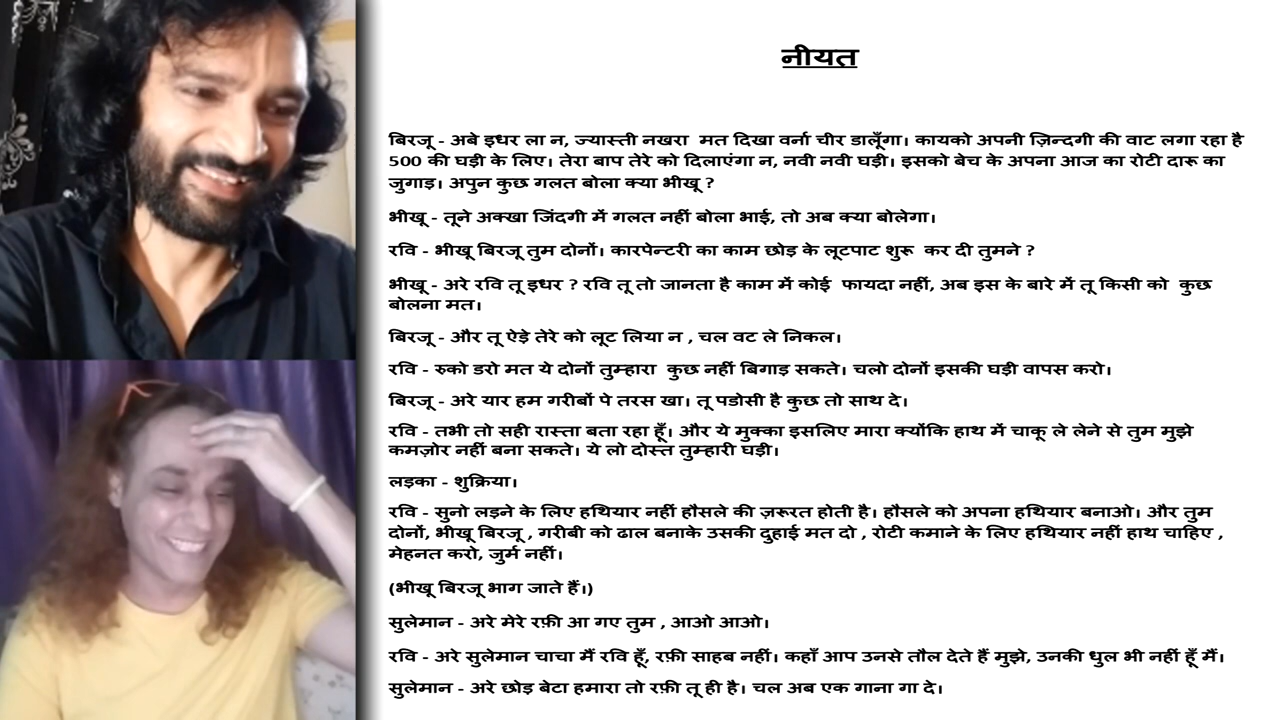 नीयत
बिरजू - अबे इधर ला न, ज्यास्ती नखरा मत दिखा वर्ना चीर डालूँगा। कायको अपनी ज़िन्दगी की वाट लगा रहा है
500 की घड़ी के लिए। तेरा बाप तेरे को दिलाएंगा न, नवी नवी घड़ी। इसको बेच के अपना आज का रोटी दारू का
जुगाड़। अपुन कुछ गलत बोला क्या भीखू ?
भीखू - तूने अक्खा जिंदगी में गलत नहीं बोला भाई, तो अब क्या बोलेगा।
रवि - भीखू बिरजू तुम दोनों। कारपेन्टरी का काम छोड़ के लूटपाट शुरू कर दी तुमने ?
भीखू - अरे रवि तू इधर ? रवि तू तो जानता है काम में कोई फायदा नहीं, अब इस के बारे में तू किसी को कुछ
बोलना मत।
बिरजू - और तू ऐड़े तेरे को लूट लिया न , चल वट ले निकल।
रवि - रुको डरो मत ये दोनों तुम्हारा कुछ नहीं बिगाड़ सकते। चलो दोनों इसकी घड़ी वापस करो।
बिरजू - अरे यार हम गरीबों पे तरस खा। तू पडोसी है कुछ तो साथ दे।
रवि - तभी तो सही रास्ता बता रहा हूँ। और ये मुक्का इसलिए मारा क्योंकि हाथ में चाकू ले लेने से तुम मुझे
कमज़ोर नहीं बना सकते। ये लो दोस्त तुम्हारी घड़ी।
लड़का - शुक्रिया।
रवि - सुनो लड़ने के लिए हथियार नहीं हौसले की ज़रूरत होती है। हौसले को अपना हथियार बनाओ। और तुम
दोनों, भीखू बिरजू , गरीबी को ढाल बनाके उसकी दुहाई मत दो , रोटी कमाने के लिए हथियार नहीं हाथ चाहिए ,
मेहनत करो, जुर्म नहीं।
(भीखू बिरजू भाग जाते हैं।)
सुलेमान - अरे मेरे रफ़ी आ गए तुम , आओ आओ।
रवि - अरे सुलेमान चाचा मैं रवि हूँ, रफ़ी साहब नहीं। कहाँ आप उनसे तौल देते हैं मुझे, उनकी धुल भी नहीं हूँ मैं।
सुलेमान - अरे छोड़ बेटा हमारा तो रफ़ी तू ही है। चल अब एक गाना गा दे।